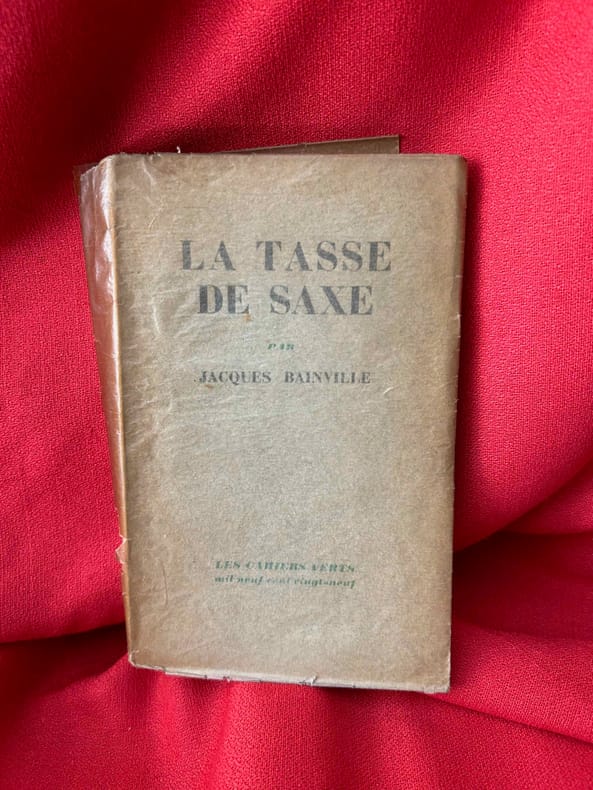 LA TASSE
DE SAXE
PAR
JACQUES BAINVILLE
LES CAHIERS VERTS
mil neuf cent vingt-neuf